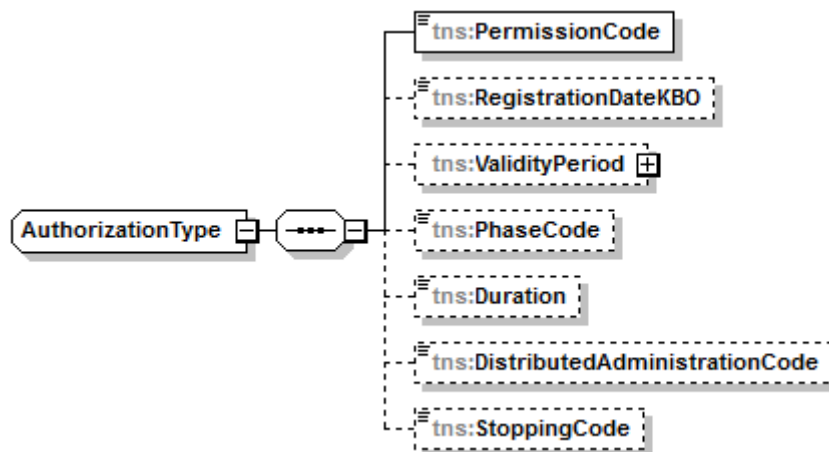 tns:PermissionCode
tns:RegistrationDateKBO
tns:ValidityPeriod
AuthorizationType
tns:PhaseCode
tns:Duration
tns:DistributedAdministrationCode
tns:StoppingCode